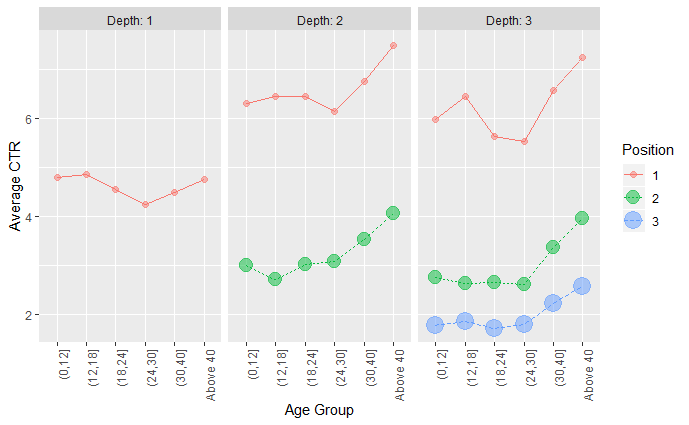 Depth: 1
Depth: 2
Depth: 3
Average CTR
6
4
2
(0,12]
(12,18]
(18,24]
(24,30]
(30,40]
Above 40
(0,12]
(12,18]
(18,24]
(24,30]
(30,40]
Above 40
(0,12]
(12,18]
(18,24]
(24,30]
(30,40]
Above 40
Age Group
Position
1
2
3